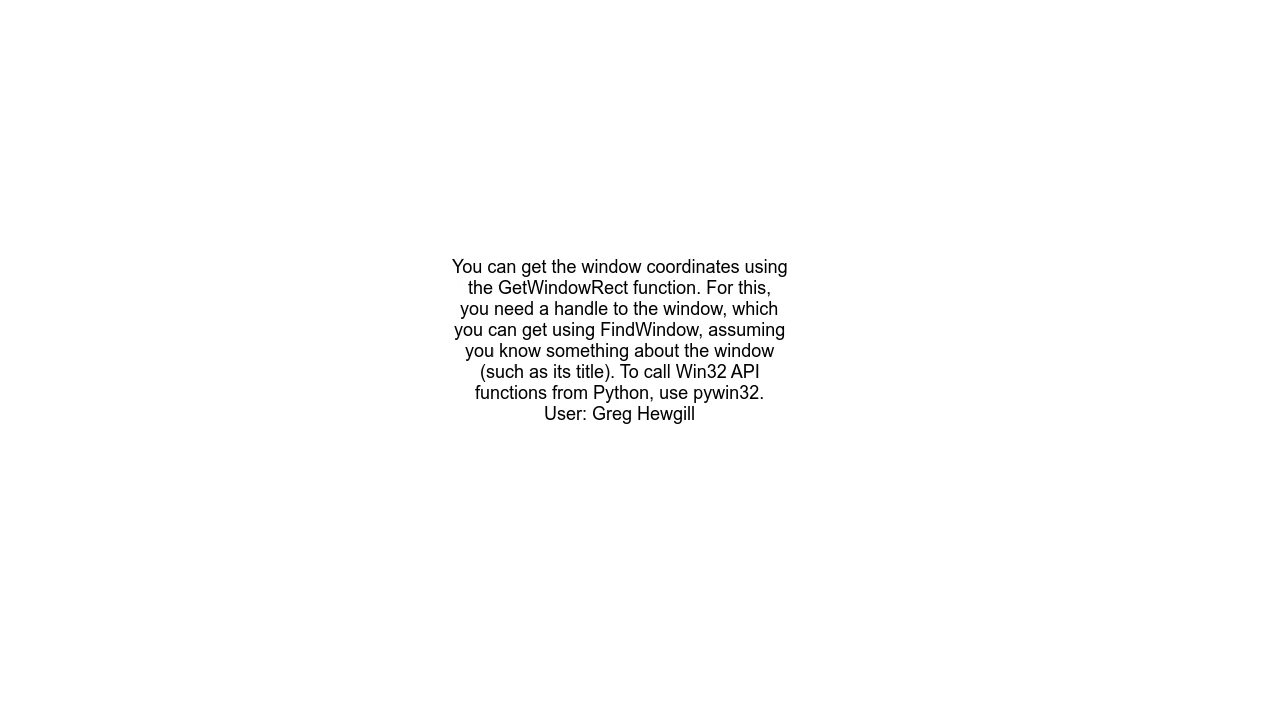 You can get the window coordinates using
the GetWindowRect function. For this,
you need a handle to the window, which
you can get using FindWindow, assuming
you know something about the window
(such as its title). To call Win32 API
functions from Python, use pywin32.
User: Greg Hewgill